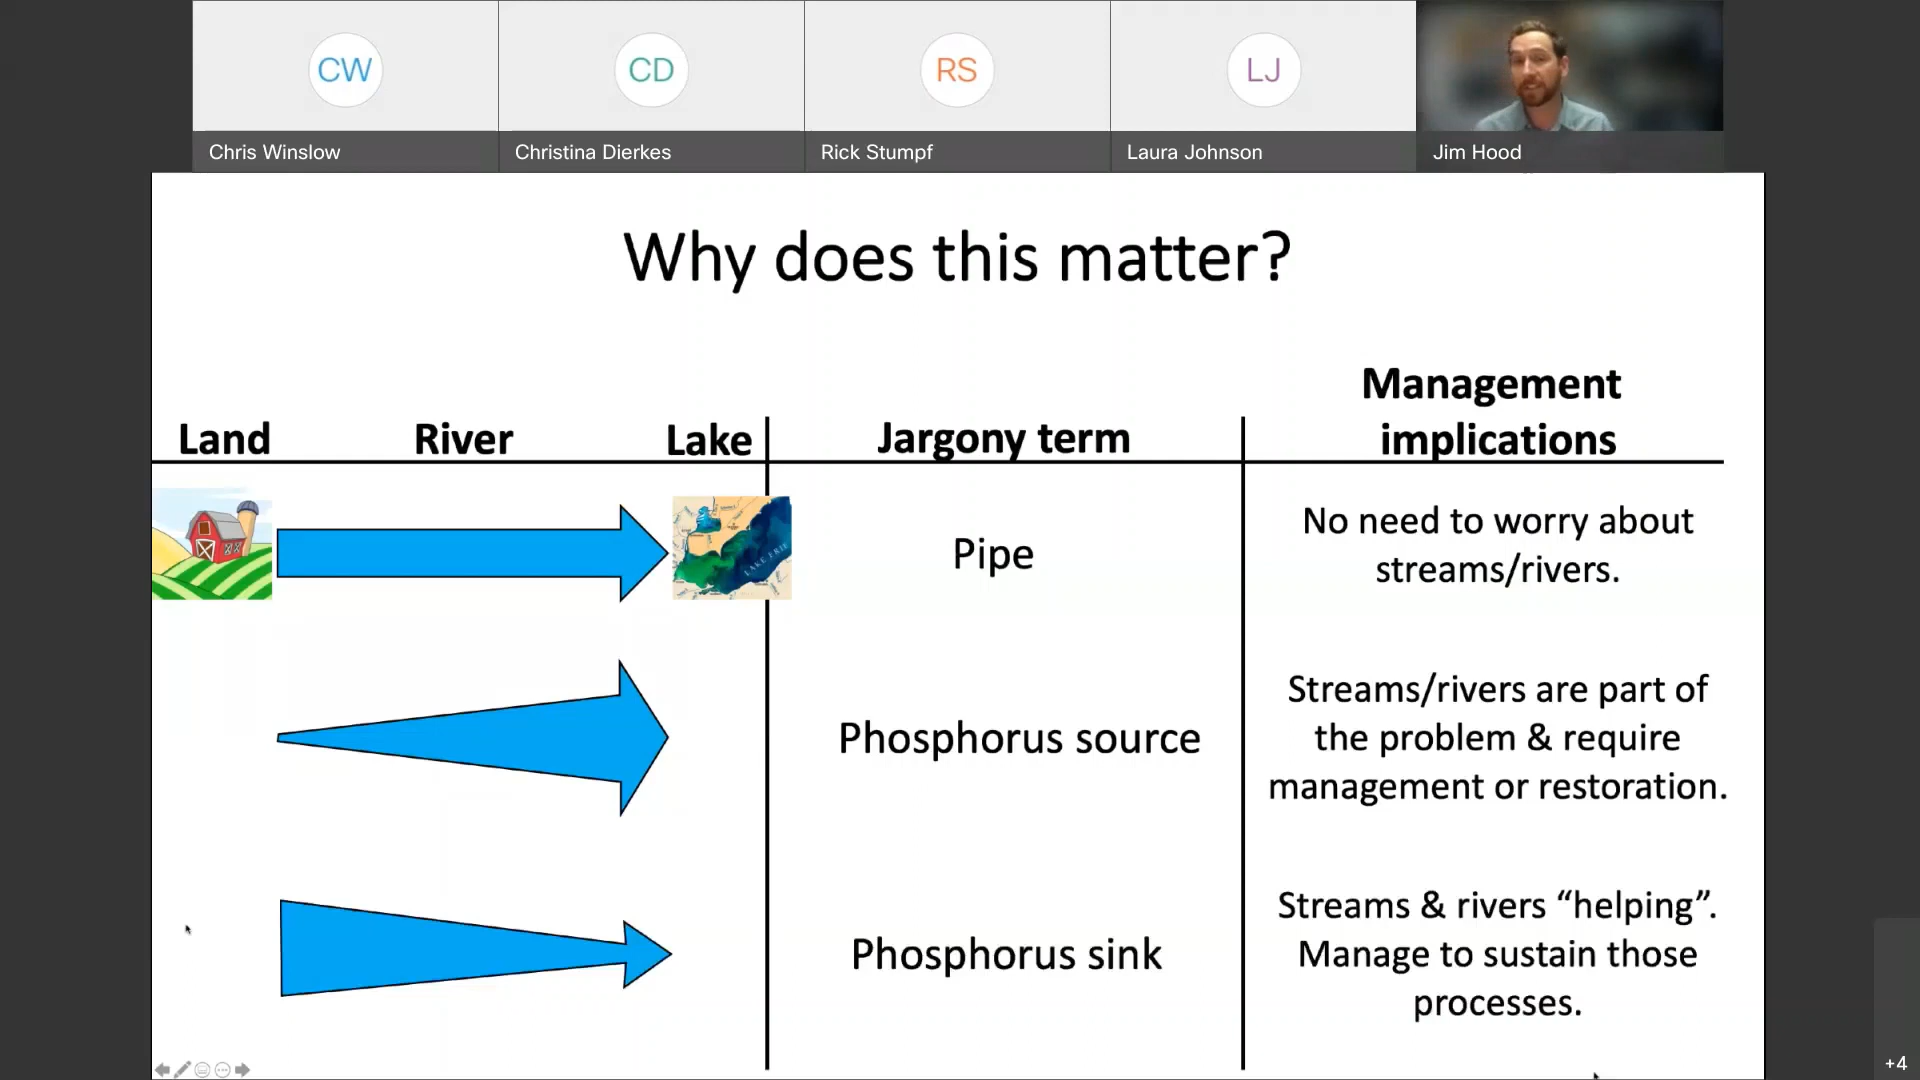 CW
CD
RS
LJ
Chris Winslow
Christina Dierkes
Rick Stumpf
Laura Johnson
Jim Hood
Why does this matter?
Land
River
Lake
Jargony term
Management
implications
LAKE ERIE
Pipe
No need to worry about
streams/rivers.
Phosphorus source
Streams/rivers are part of
the problem & require
management or restoration.
Phosphorus sink
Streams & rivers “helping”.
Manage to sustain those
processes.
+4